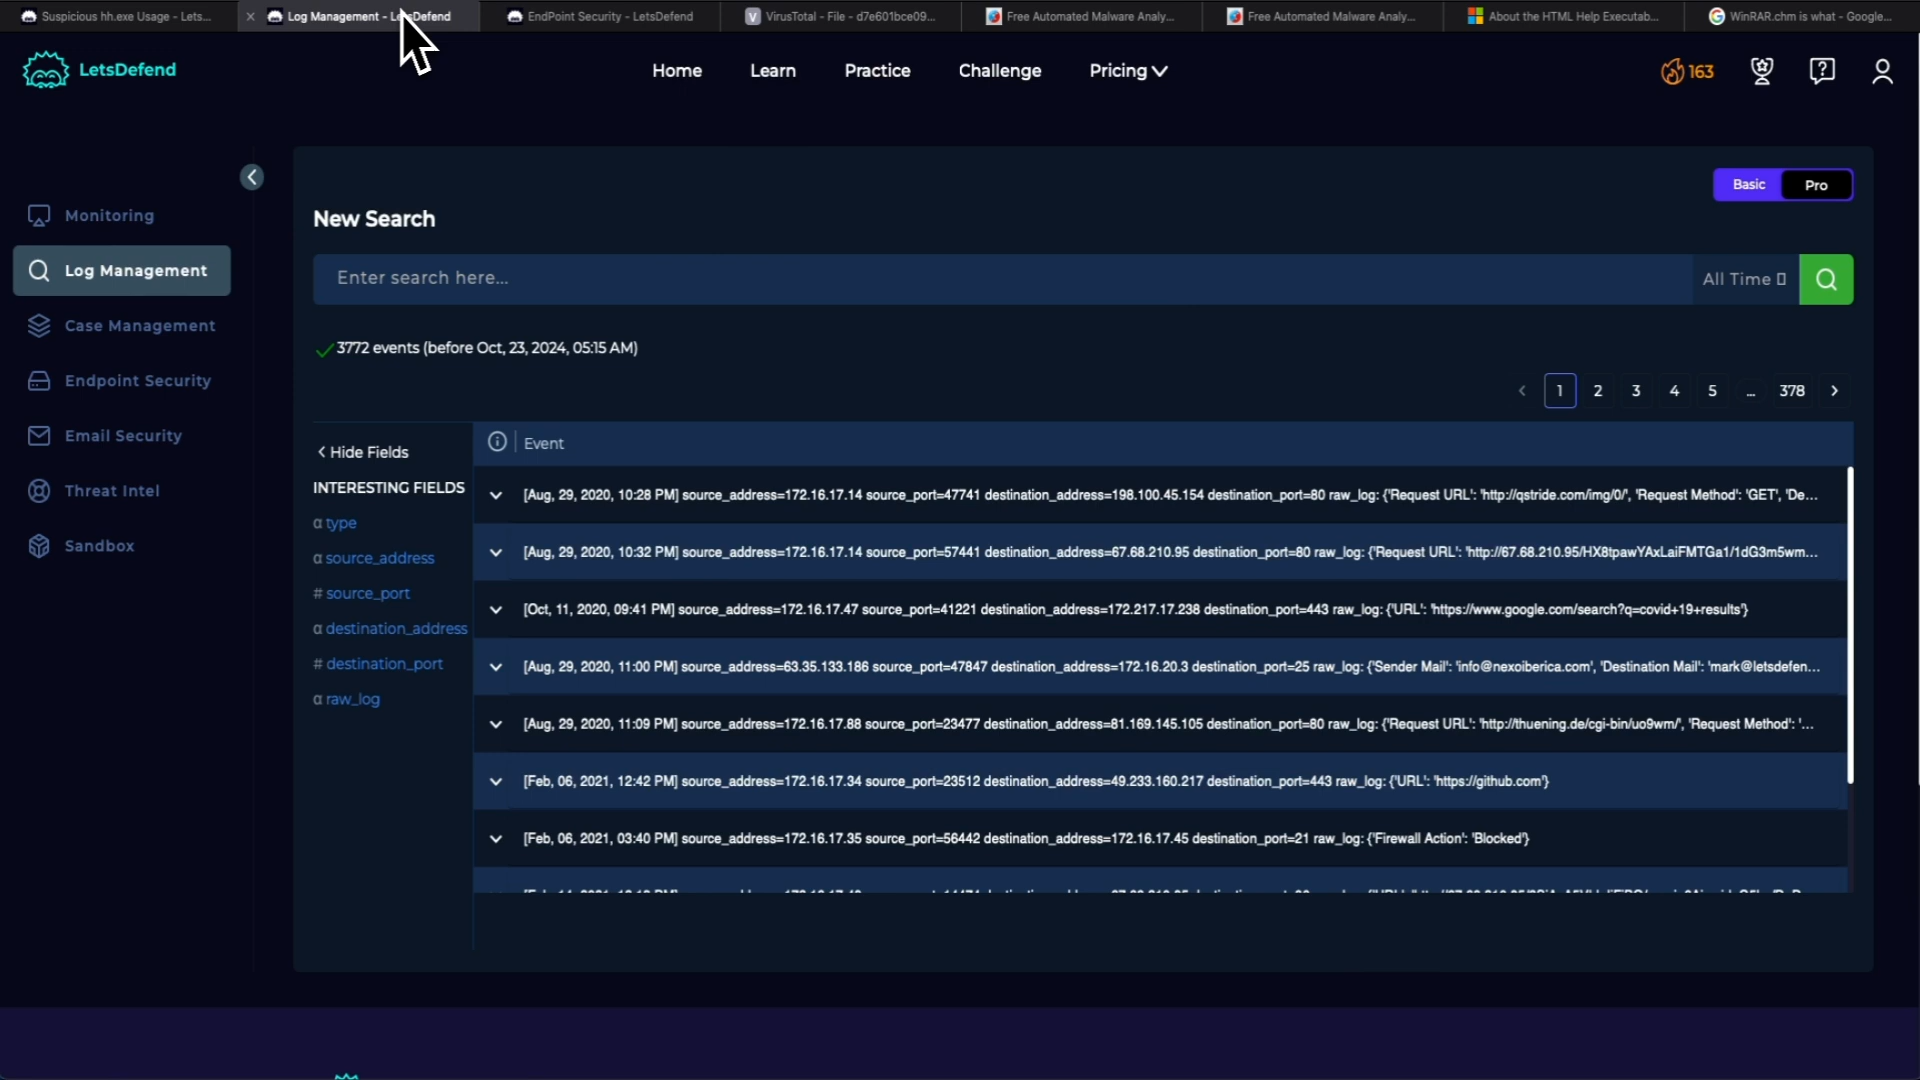 Suspicious hh.exe Usage - Lets...
Log Management - LetsDefend
EndPoint Security - LetsDefend
VirusTotal - File - d7e601bce09...
Free Automated Malware Analy...
Free Automated Malware Analy...
About the HTML Help Executab...
WinRAR.chm is what - Google...
LetsDefend
Home
Learn
Practice
Challenge
Pricing
163
Basic
Pro
Monitoring
Log Management
Case Management
Endpoint Security
Email Security
Threat Intel
Sandbox
New Search
Enter search here...
All Time
3772 events (before Oct, 23, 2024, 05:15 AM)
< 1 2 3 4 5 ... 378 >
< Hide Fields
INTERESTING FIELDS
α type
α source_address
# source_port
α destination_address
# destination_port
α raw_log
Event
[Aug, 29, 2020, 10:28 PM] source_address=172.16.17.14 source_port=47741 destination_address=198.100.45.154 destination_port=80 raw_log: {'Request URL': 'http://qstride.com/img/0/', 'Request Method': 'GET', 'De...
[Aug, 29, 2020, 10:32 PM] source_address=172.16.17.14 source_port=57441 destination_address=67.68.210.95 destination_port=80 raw_log: {'Request URL': 'http://67.68.210.95/HX8tpawYAxLaiFMTGa1/1dG3m5wm...
[Oct, 11, 2020, 09:41 PM] source_address=172.16.17.47 source_port=41221 destination_address=172.217.17.238 destination_port=443 raw_log: {'URL': 'https://www.google.com/search?q=covid+19+results'}
[Aug, 29, 2020, 11:00 PM] source_address=63.35.133.186 source_port=47847 destination_address=172.16.20.3 destination_port=25 raw_log: {'Sender Mail': 'info@nexoiberica.com', 'Destination Mail': 'mark@letsdefen...
[Aug, 29, 2020, 11:09 PM] source_address=172.16.17.88 source_port=23477 destination_address=81.169.145.105 destination_port=80 raw_log: {'Request URL': 'http://thuening.de/cgi-bin/uo9wm/', 'Request Method': '...
[Feb, 06, 2021, 12:42 PM] source_address=172.16.17.34 source_port=23512 destination_address=49.233.160.217 destination_port=443 raw_log: {'URL': 'https://github.com'}
[Feb, 06, 2021, 03:40 PM] source_address=172.16.17.35 source_port=56442 destination_address=172.16.17.45 destination_port=21 raw_log: {'Firewall Action': 'Blocked'}